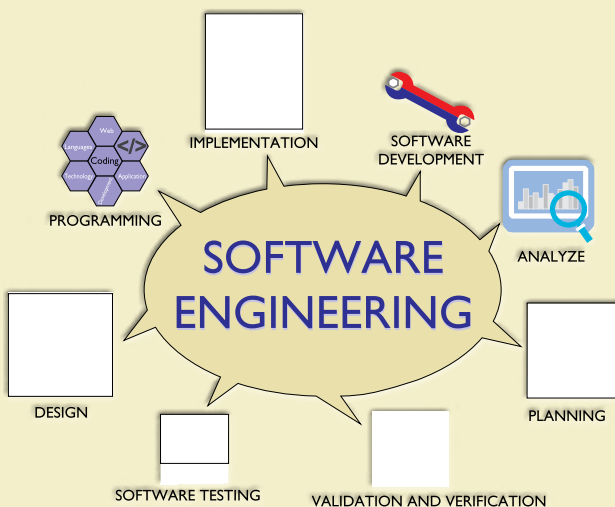 IMPLEMENTATION
SOFTWARE
DEVELOPMENT
Web
Languages
</>
Coding
Technology
Application
Development
PROGRAMMING
ANALYZE
SOFTWARE
ENGINEERING
DESIGN
PLANNING
SOFTWARE TESTING
VALIDATION AND VERIFICATION